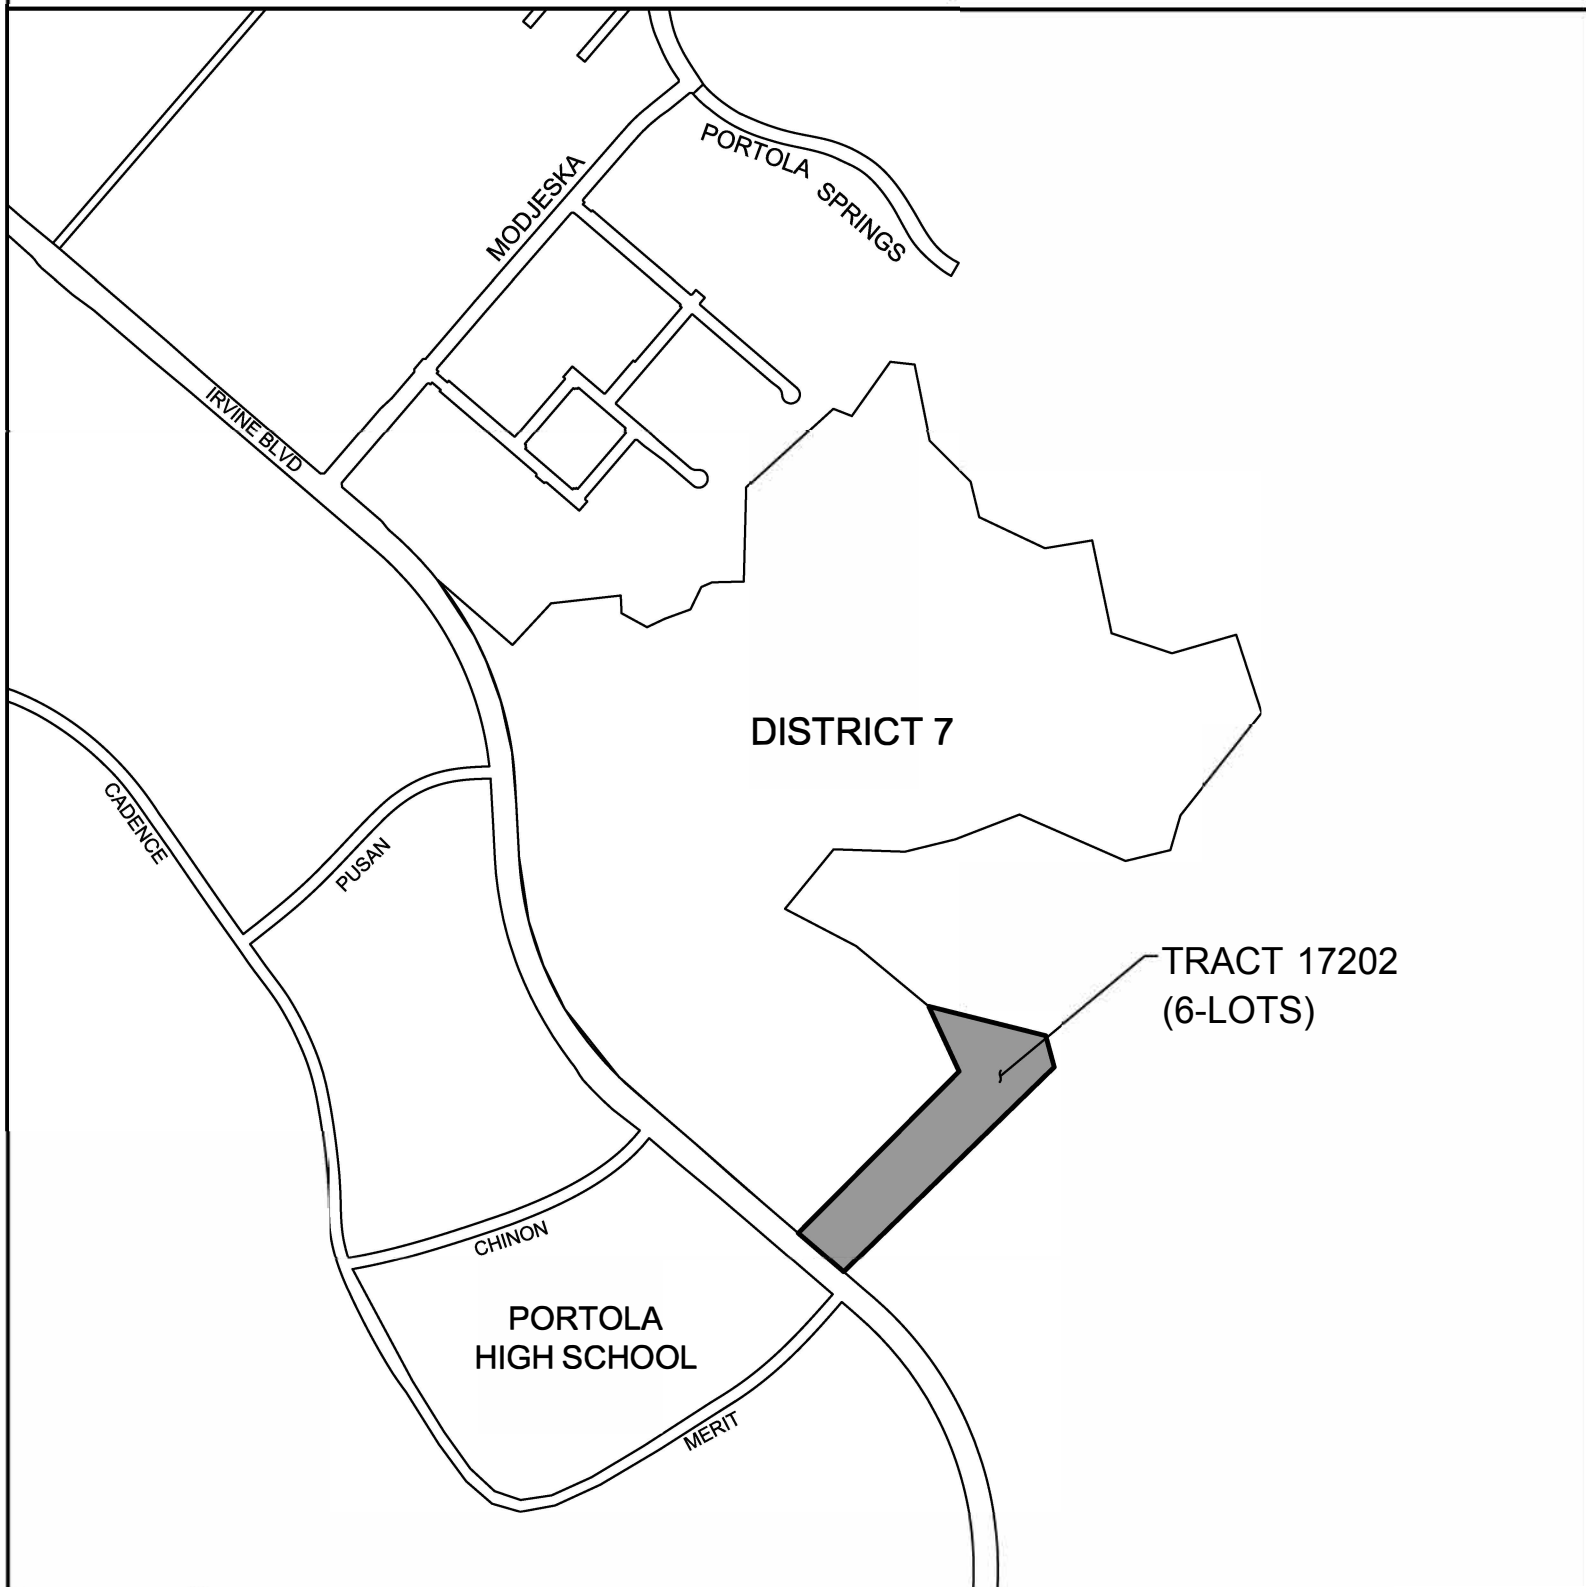 PORTOLA SPRINGS
MODJESKA
IRVINE BLVD
DISTRICT 7
CADENCE
PUSAN
TRACT 17202
(6-LOTS)
CHINON
PORTOLA
HIGH SCHOOL
MERIT